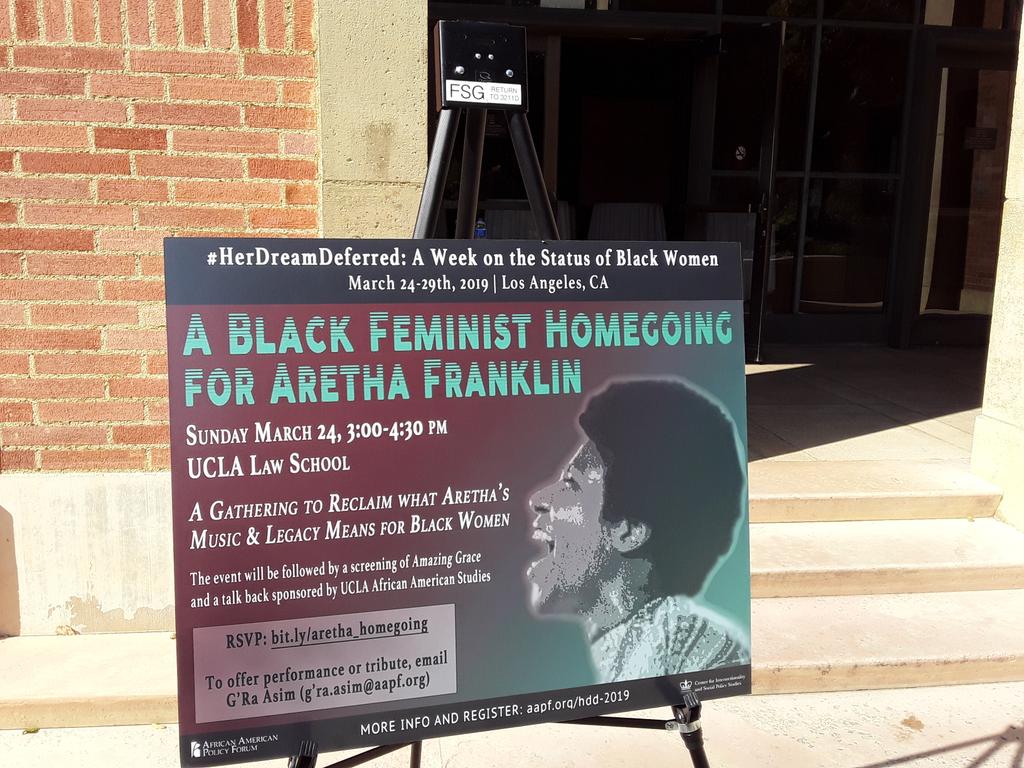 FSG RETURN
TO 3211D
#HerDreamDeferred: A Week on the Status of Black Women
March 24-29th, 2019 | Los Angeles, CA
A BLACK FEMINIST HOMEGOING
FOR ARETHA FRANKLIN
SUNDAY MARCH 24, 3:00-4:30 PM
UCLA LAW SCHOOL
A GATHERING TO RECLAIM WHAT ARETHA'S
MUSIC & LEGACY MEANS FOR BLACK WOMEN
The event will be followed by a screening of Amazing Grace
and a talk back sponsored by UCLA African American Studies
RSVP: bit.ly/aretha_homegoing
To offer performance or tribute, email
G'Ra Asim (g'ra.asim@aapf.org)
MORE INFO AND REGISTER: aapf.org/hdd-2019
Center for Intersectionality
and Social Policy Studies
AFRICAN AMERICAN
POLICY FORUM